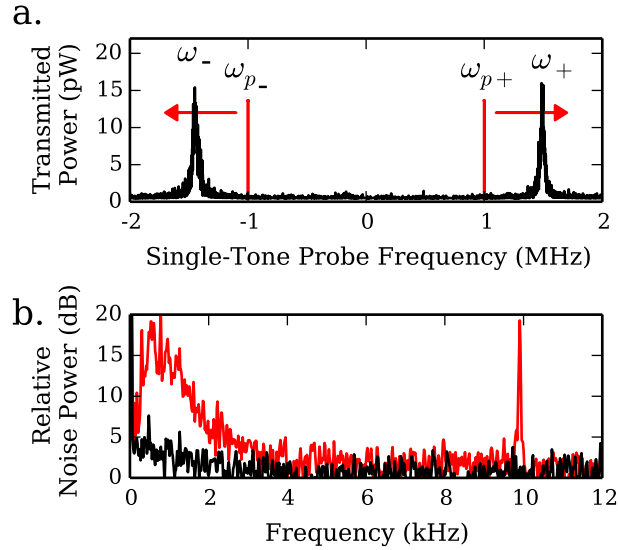 a.
ω₋ ωₚ₋ ωₚ₊ ω₊
Transmitted
Power (pW)
20
15
10
5
0
-2 -1 0 1 2
Single-Tone Probe Frequency (MHz)
b.
Relative
Noise Power (dB)
20
15
10
5
0
0 2 4 6 8 10 12
Frequency (kHz)